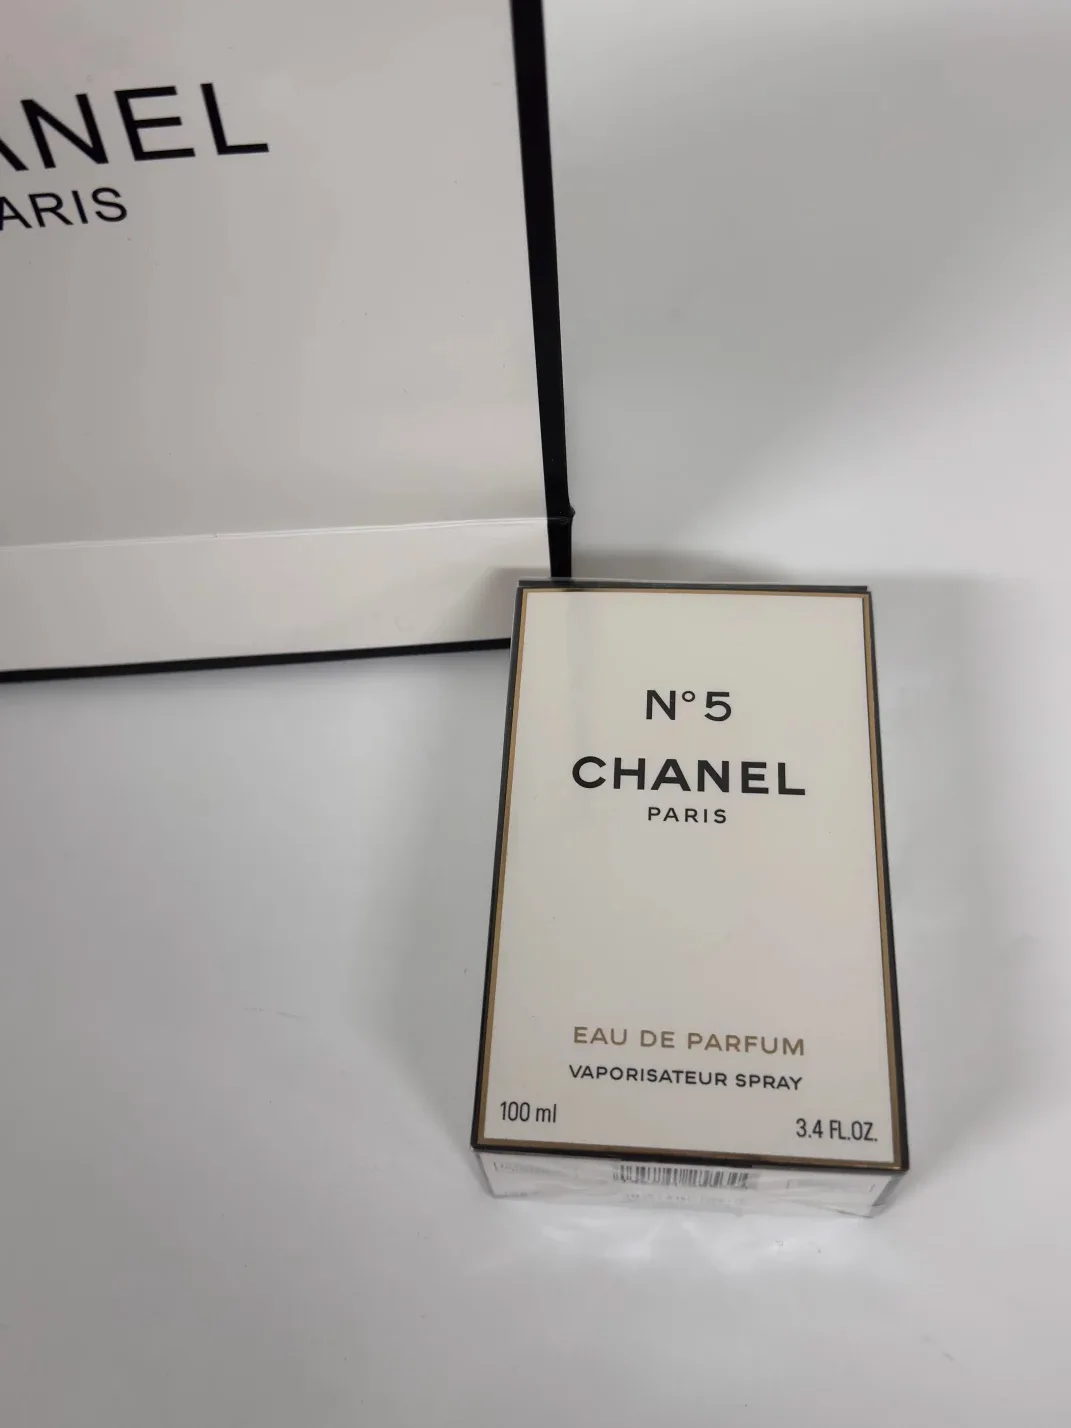 ANEL
ARIS
N°5
CHANEL
PARIS
EAU DE PARFUM
VAPORISATEUR SPRAY
100 ml
3.4 FL.OZ.